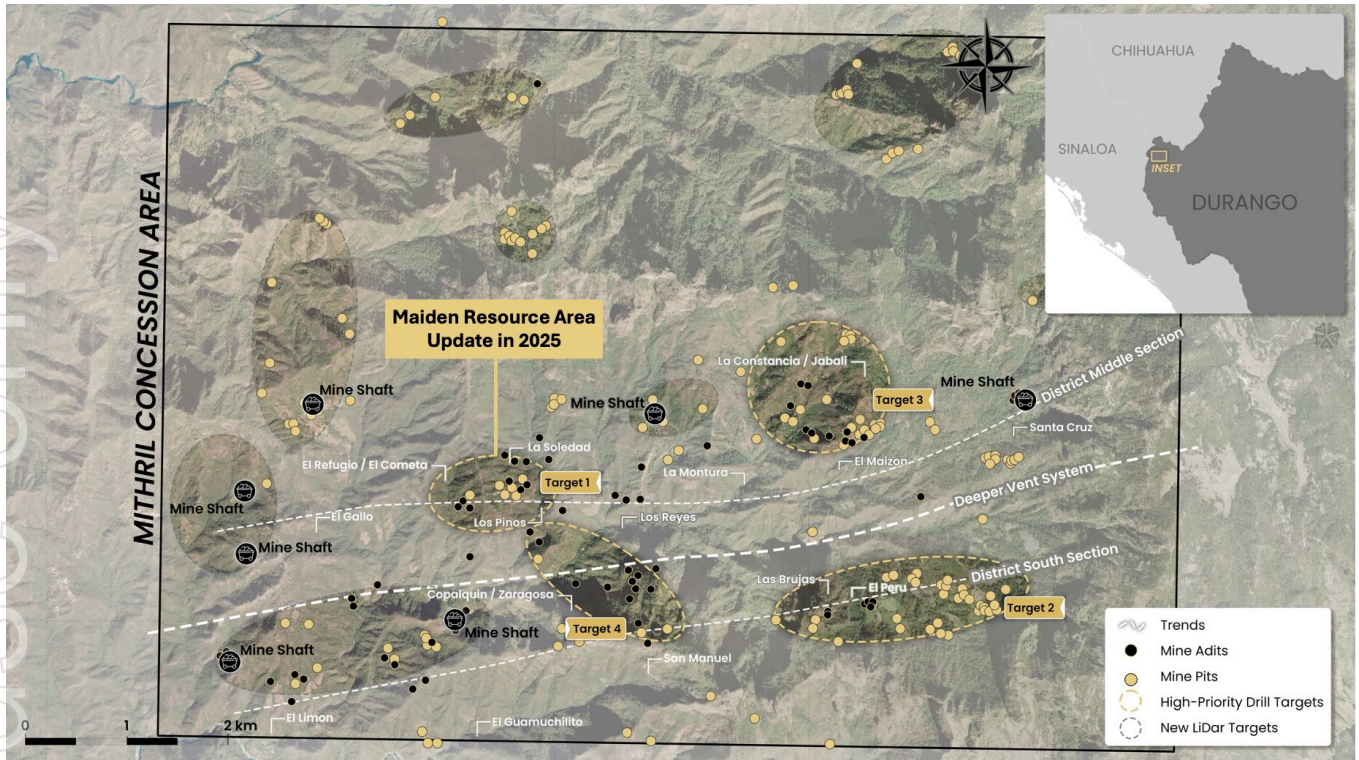 CHIHUAHUA
SINALOA
INSET
DURANGO
MITHRIL CONCESSION AREA
Maiden Resource Area
Update in 2025
La Constancia / Jabali
District Middle Section
Mine Shaft
Mine Shaft
Mine Shaft
Target 3
Santa Cruz
La Soledad
El Refugio / El Cometa
La Montura
El Maizon
Target 1
Deeper Vent System
Mine Shaft
El Gallo
Los Pinos
Los Reyes
Mine Shaft
District South Section
Las Brujas
El Peru
Copalquin / Zaragosa
Target 2
Mine Shaft
Target 4
Mine Shaft
San Manuel
El Limon
El Guamuchilito
0 1 2 km
Trends
Mine Adits
Mine Pits
High-Priority Drill Targets
New LiDar Targets